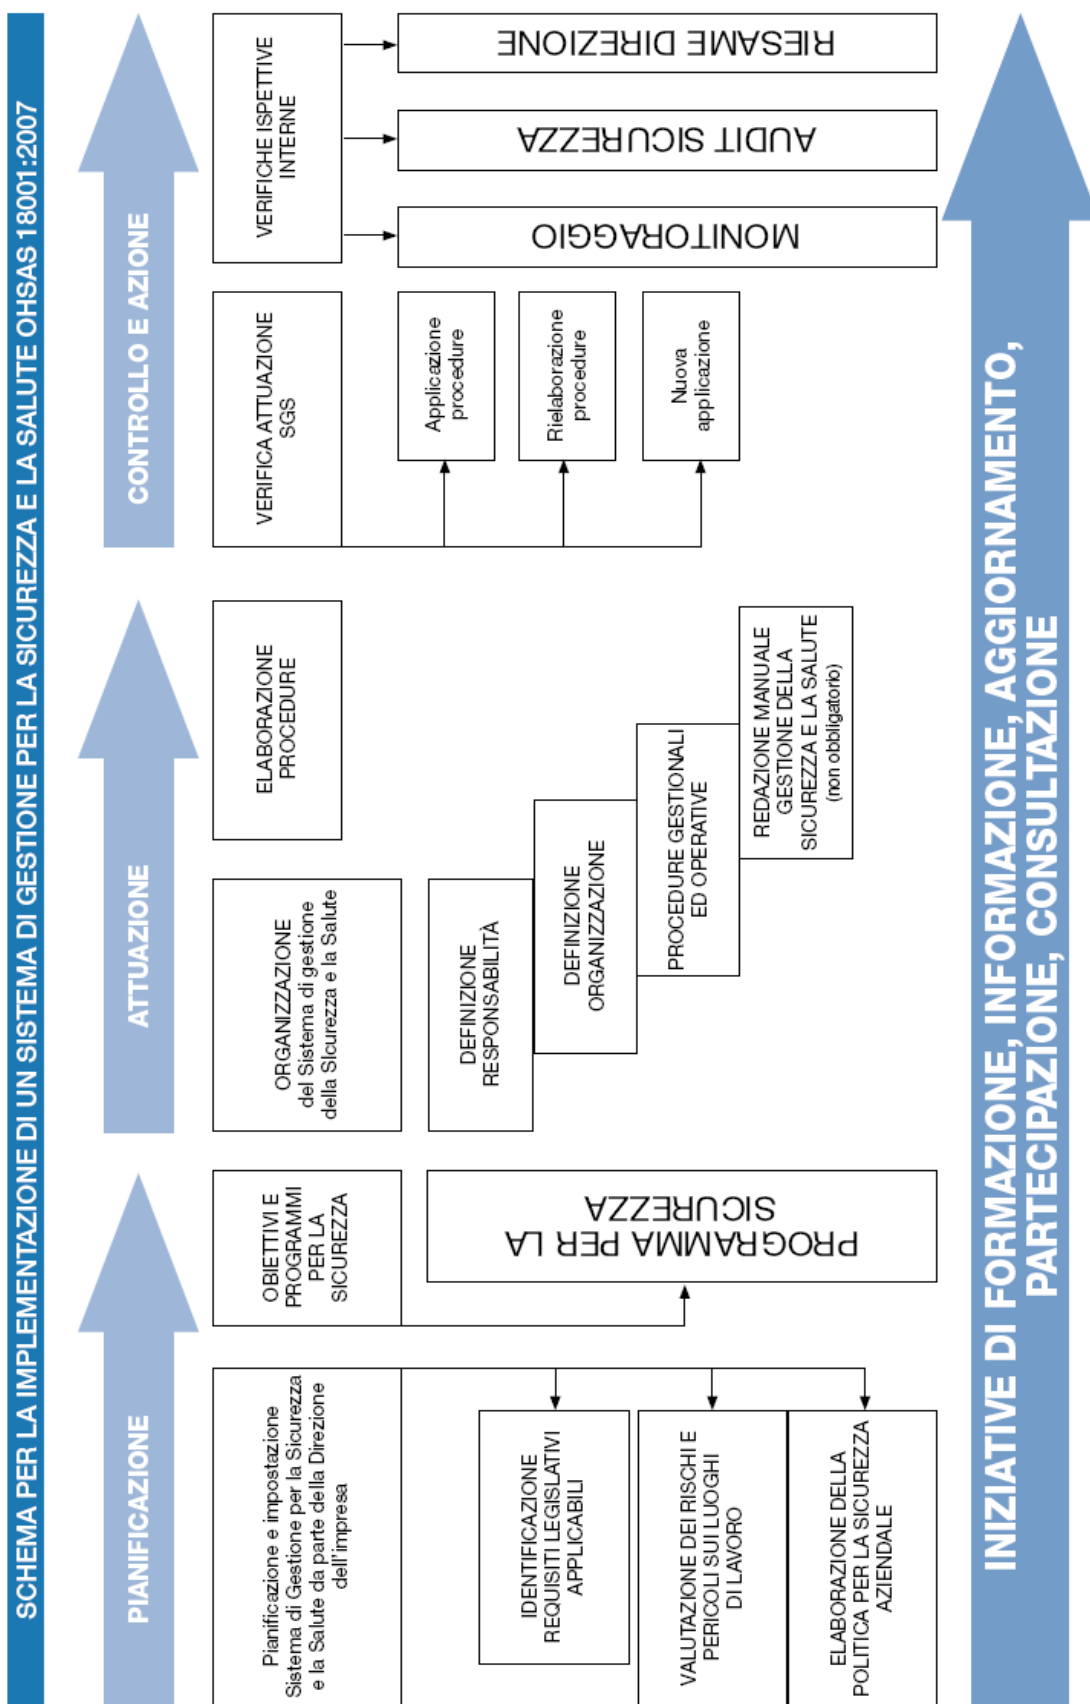 SCHEMA PER LA IMPLEMENTAZIONE DI UN SISTEMA DI GESTIONE PER LA SICUREZZA E LA SALUTE OHSAS 18001:2007
PIANIFICAZIONE
ATTUAZIONE
CONTROLLO E AZIONE
Pianificazione e impostazione
Sistema di Gestione per la Sicurezza
e la Salute da parte della Direzione
dell'impresa
IDENTIFICAZIONE
REQUISITI LEGISLATIVI
APPLICABILI
VALUTAZIONE DEI RISCHI E
PERICOLI SUI LUOGHI
DI LAVORO
ELABORAZIONE DELLA
POLITICA PER LA SICUREZZA
AZIENDALE
OBIETTIVI E
PROGRAMMI
PER LA
SICUREZZA
PROGRAMMA PER LA
SICUREZZA
ORGANIZZAZIONE
del Sistema di gestione
della SIcurezza e la Salute
DEFINIZIONE
RESPONSABILITÀ
DEFINIZIONE
ORGANIZZAZIONE
PROCEDURE GESTIONALI
ED OPERATIVE
REDAZIONE MANUALE
GESTIONE DELLA
SICUREZZA E LA SALUTE
(non obbligatorio)
ELABORAZIONE
PROCEDURE
VERIFICA ATTUAZIONE
SGS
Applicazione
procedure
Rielaborazione
procedure
Nuova
applicazione
VERIFICHE ISPETTIVE
INTERNE
MONITORAGGIO
AUDIT SICUREZZA
RIESAME DIREZIONE
INIZIATIVE DI FORMAZIONE, INFORMAZIONE, AGGIORNAMENTO,
PARTECIPAZIONE, CONSULTAZIONE